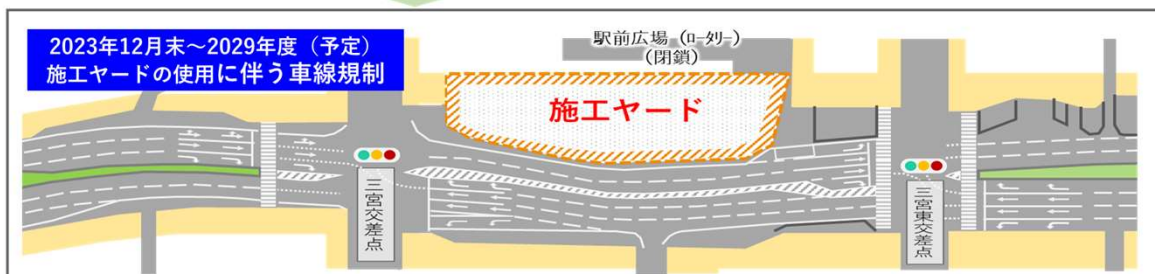 2023年12月末～2029年度（予定）
施工ヤードの使用に伴う車線規制
駅前広場（ﾛｰﾀﾘｰ）
（閉鎖）
施工ヤード
三宮交差点
三宮東交差点